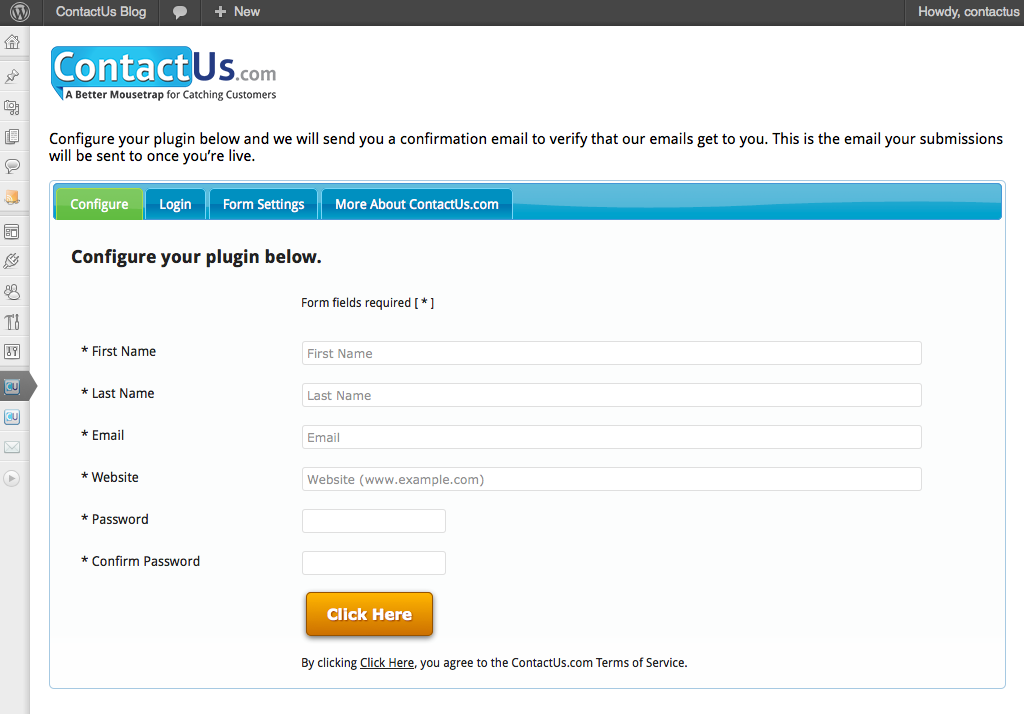 ContactUs Blog
New
Howdy, contactus
ContactUs.com
A Better Mousetrap for Catching Customers
Configure your plugin below and we will send you a confirmation email to verify that our emails get to you. This is the email your submissions
will be sent to once you're live.
Configure
Login
Form Settings
More About ContactUs.com
Configure your plugin below.
Form fields required [ * ]
* First Name
First Name
* Last Name
Last Name
* Email
Email
* Website
Website (www.example.com)
* Password
* Confirm Password
CU
CU
Click Here
By clicking Click Here, you agree to the ContactUs.com Terms of Service.